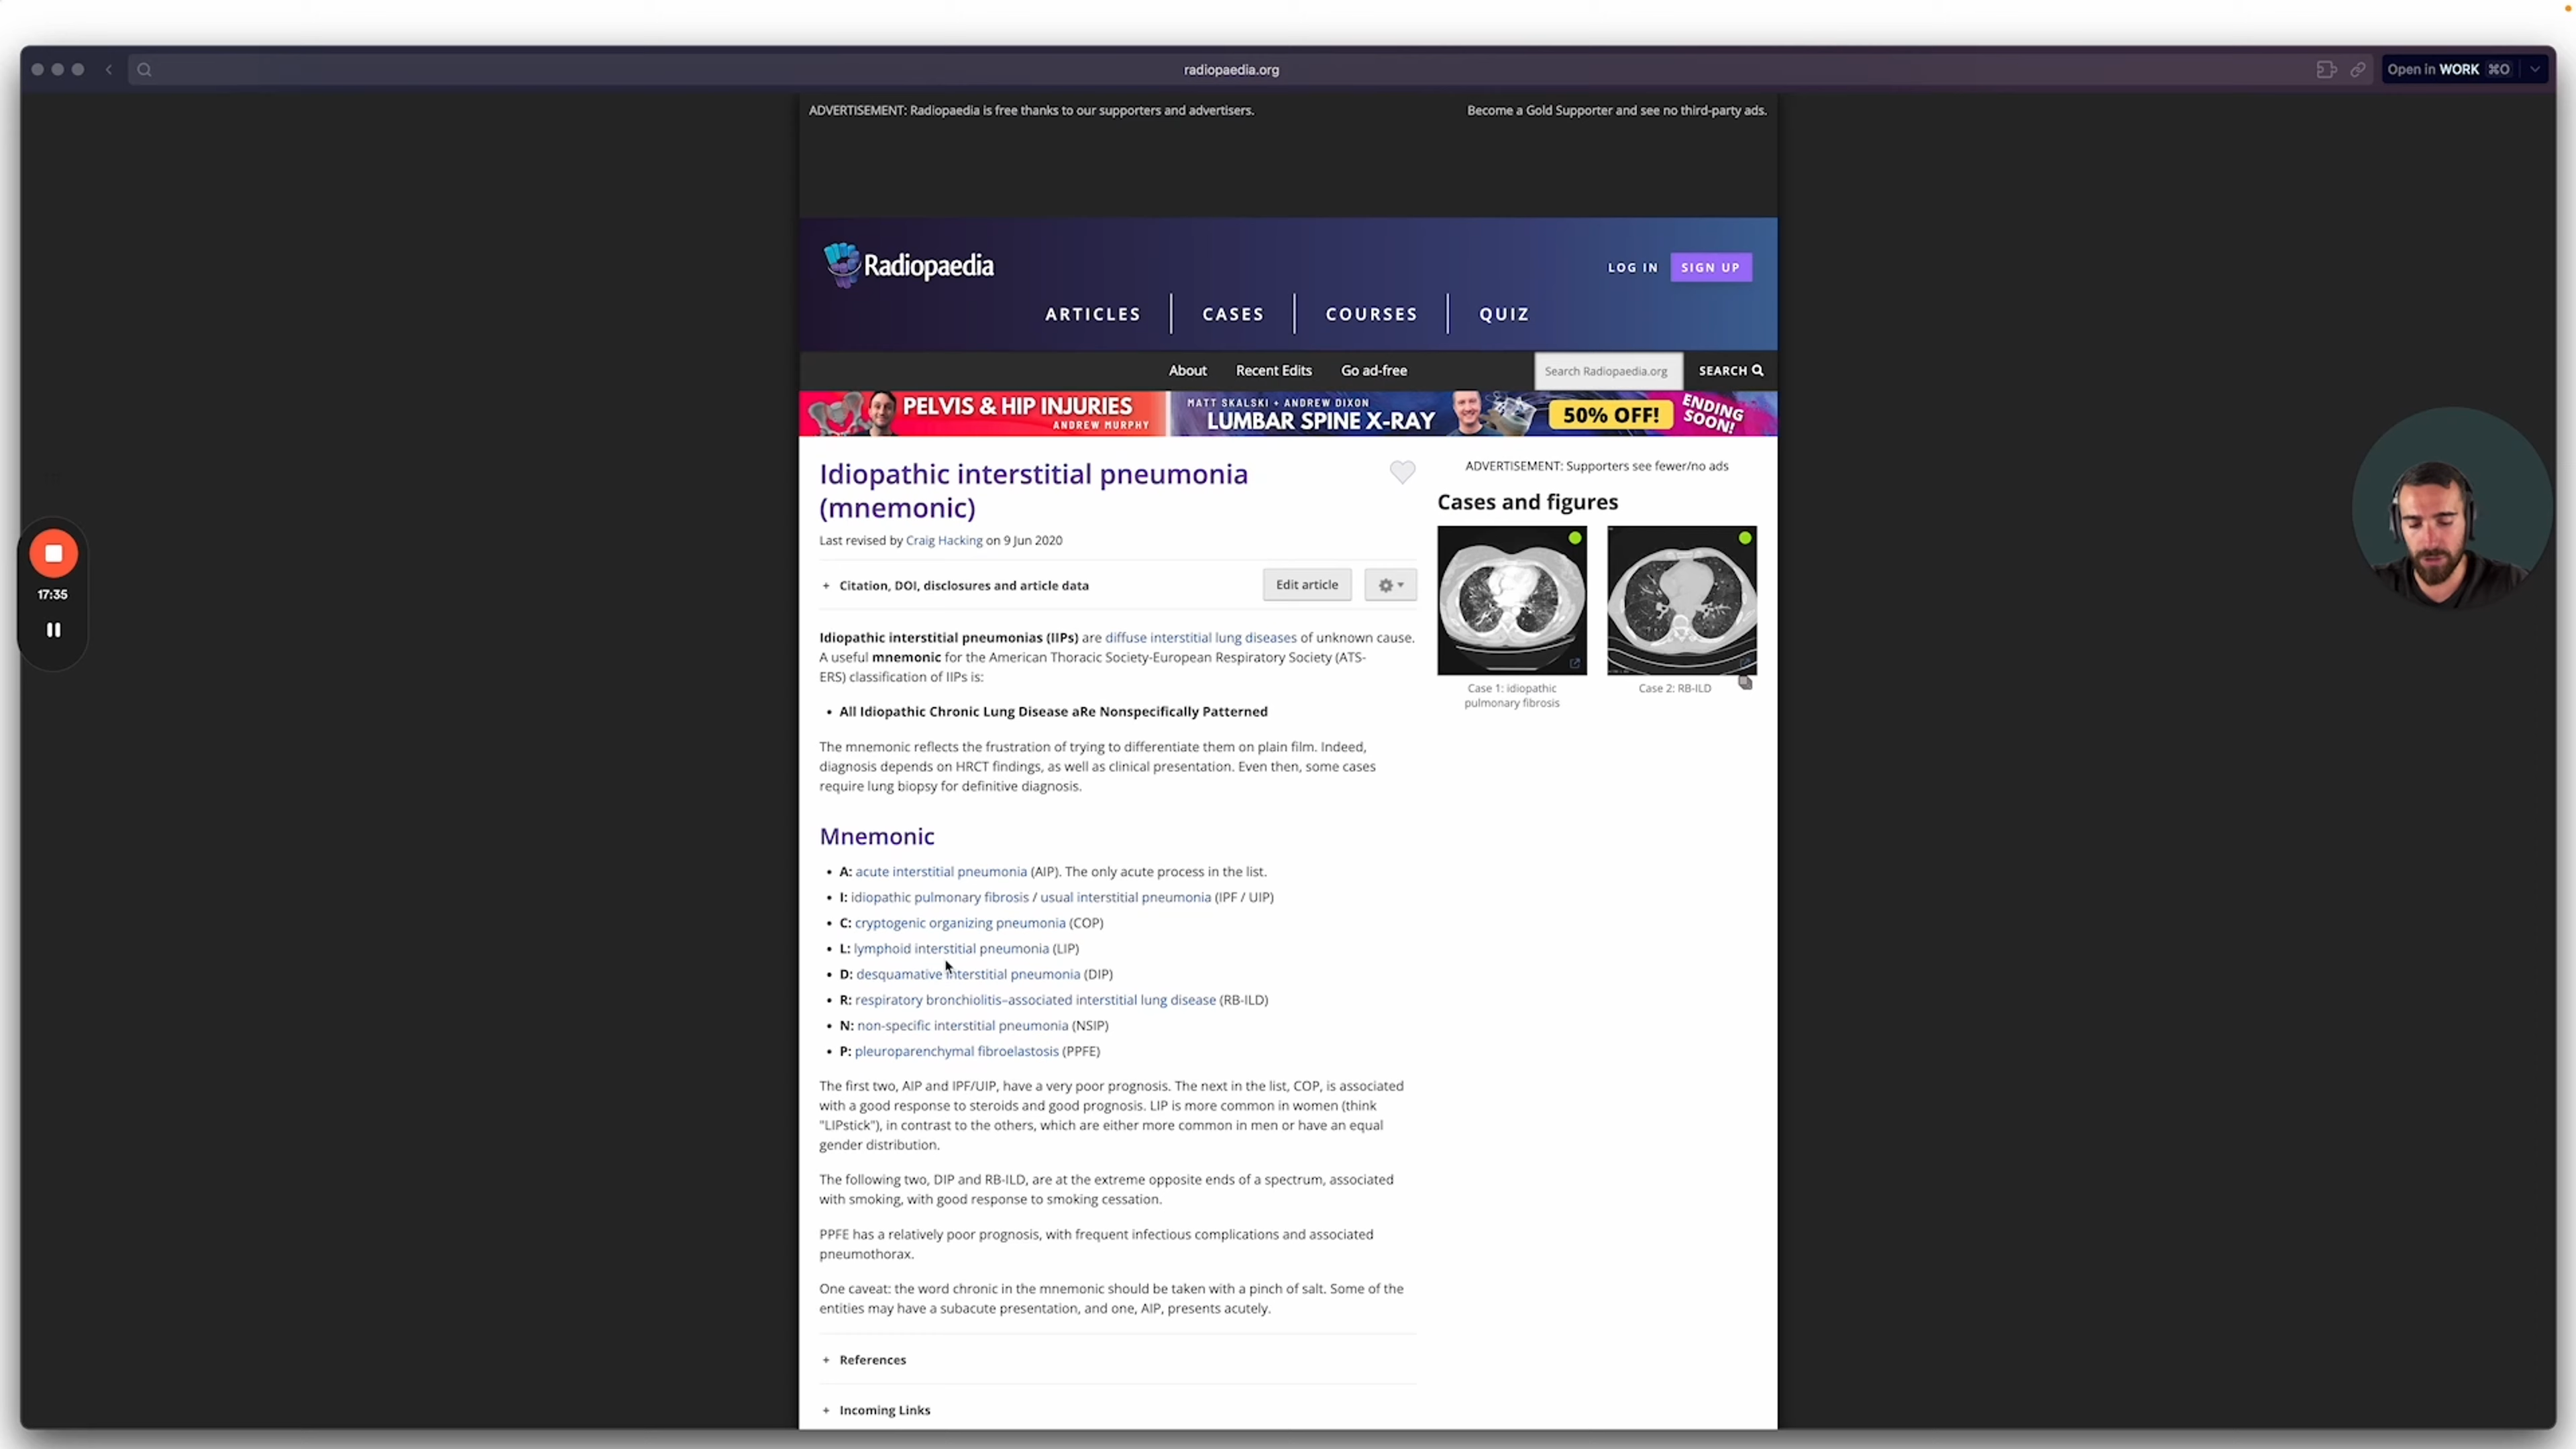 radiopaedia.org
Open in WORK ⌘O
ADVERTISEMENT: Radiopaedia is free thanks to our supporters and advertisers.
Become a Gold Supporter and see no third-party ads.
Radiopaedia
LOG IN
SIGN UP
ARTICLES
CASES
COURSES
QUIZ
About
Recent Edits
Go ad-free
Search Radiopaedia.org
SEARCH
PELVIS & HIP INJURIES
ANDREW MURPHY
MATT SKALSKI + ANDREW DIXON
LUMBAR SPINE X-RAY
50% OFF!
ENDING
SOON!
Idiopathic interstitial pneumonia
(mnemonic)
Last revised by Craig Hacking on 9 Jun 2020
+ Citation, DOI, disclosures and article data
Edit article
Idiopathic interstitial pneumonias (IIPs) are diffuse interstitial lung diseases of unknown cause.
A useful mnemonic for the American Thoracic Society-European Respiratory Society (ATS-
ERS) classification of IIPs is:
• All Idiopathic Chronic Lung Disease aRe Nonspecifically Patterned
The mnemonic reflects the frustration of trying to differentiate them on plain film. Indeed,
diagnosis depends on HRCT findings, as well as clinical presentation. Even then, some cases
require lung biopsy for definitive diagnosis.
Mnemonic
• A: acute interstitial pneumonia (AIP). The only acute process in the list.
• I: idiopathic pulmonary fibrosis / usual interstitial pneumonia (IPF / UIP)
• C: cryptogenic organizing pneumonia (COP)
• L: lymphoid interstitial pneumonia (LIP)
• D: desquamative interstitial pneumonia (DIP)
• R: respiratory bronchiolitis–associated interstitial lung disease (RB-ILD)
• N: non-specific interstitial pneumonia (NSIP)
• P: pleuroparenchymal fibroelastosis (PPFE)
The first two, AIP and IPF/UIP, have a very poor prognosis. The next in the list, COP, is associated
with a good response to steroids and good prognosis. LIP is more common in women (think
"LIPstick"), in contrast to the others, which are either more common in men or have an equal
gender distribution.
The following two, DIP and RB-ILD, are at the extreme opposite ends of a spectrum, associated
with smoking, with good response to smoking cessation.
PPFE has a relatively poor prognosis, with frequent infectious complications and associated
pneumothorax.
One caveat: the word chronic in the mnemonic should be taken with a pinch of salt. Some of the
entities may have a subacute presentation, and one, AIP, presents acutely.
+ References
+ Incoming Links
ADVERTISEMENT: Supporters see fewer/no ads
Cases and figures
Case 1: idiopathic
pulmonary fibrosis
Case 2: RB-ILD
17:35